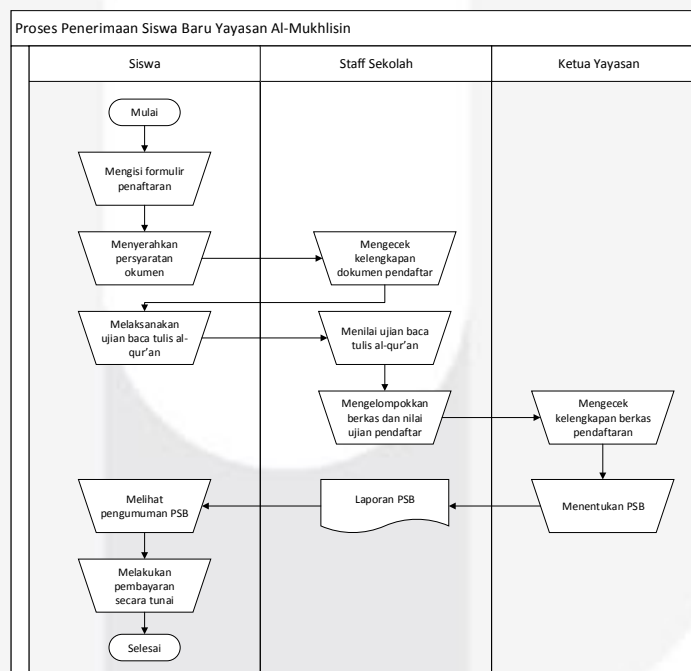 Proses Penerimaan Siswa Baru Yayasan Al-Mukhlisin
Siswa
Staff Sekolah
Ketua Yayasan
Mulai
Mengisi formulir
penaftaran
Menyerahkan
persyaratan
okumen
Mengecek
kelengkapan
dokumen pendaftar
Melaksanakan
ujian baca tulis al-
qur’an
Menilai ujian baca
tulis al-qur’an
Mengelompokkan
berkas dan nilai
ujian pendaftar
Mengecek
kelengkapan berkas
pendaftaran
Melihat
pengumuman PSB
Laporan PSB
Menentukan PSB
Melakukan
pembayaran
secara tunai
Selesai